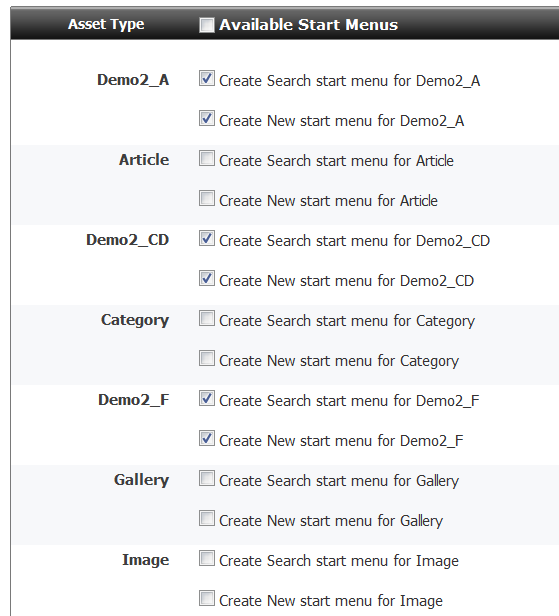 Asset Type Available Start Menus
Demo2_A Create Search start menu for Demo2_A
Create New start menu for Demo2_A
Article Create Search start menu for Article
Create New start menu for Article
Demo2_CD Create Search start menu for Demo2_CD
Create New start menu for Demo2_CD
Category Create Search start menu for Category
Create New start menu for Category
Demo2_F Create Search start menu for Demo2_F
Create New start menu for Demo2_F
Gallery Create Search start menu for Gallery
Create New start menu for Gallery
Image Create Search start menu for Image
Create New start menu for Image